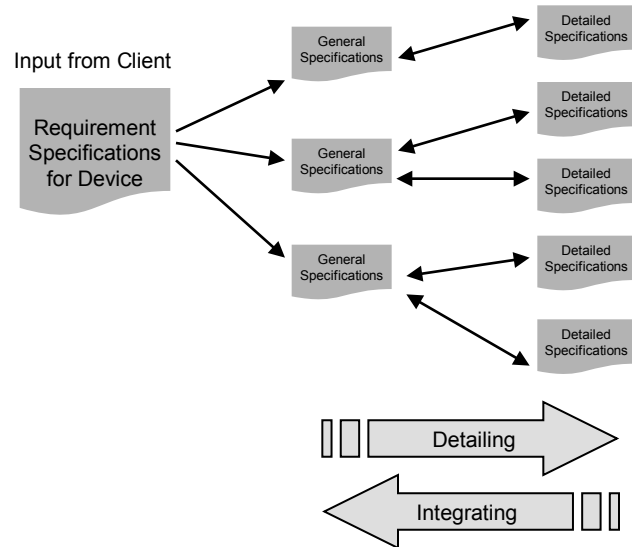 Input from Client
Requirement
Specifications
for Device
General
Specifications
General
Specifications
General
Specifications
Detailed
Specifications
Detailed
Specifications
Detailed
Specifications
Detailed
Specifications
Detailed
Specifications
Detailing
Integrating